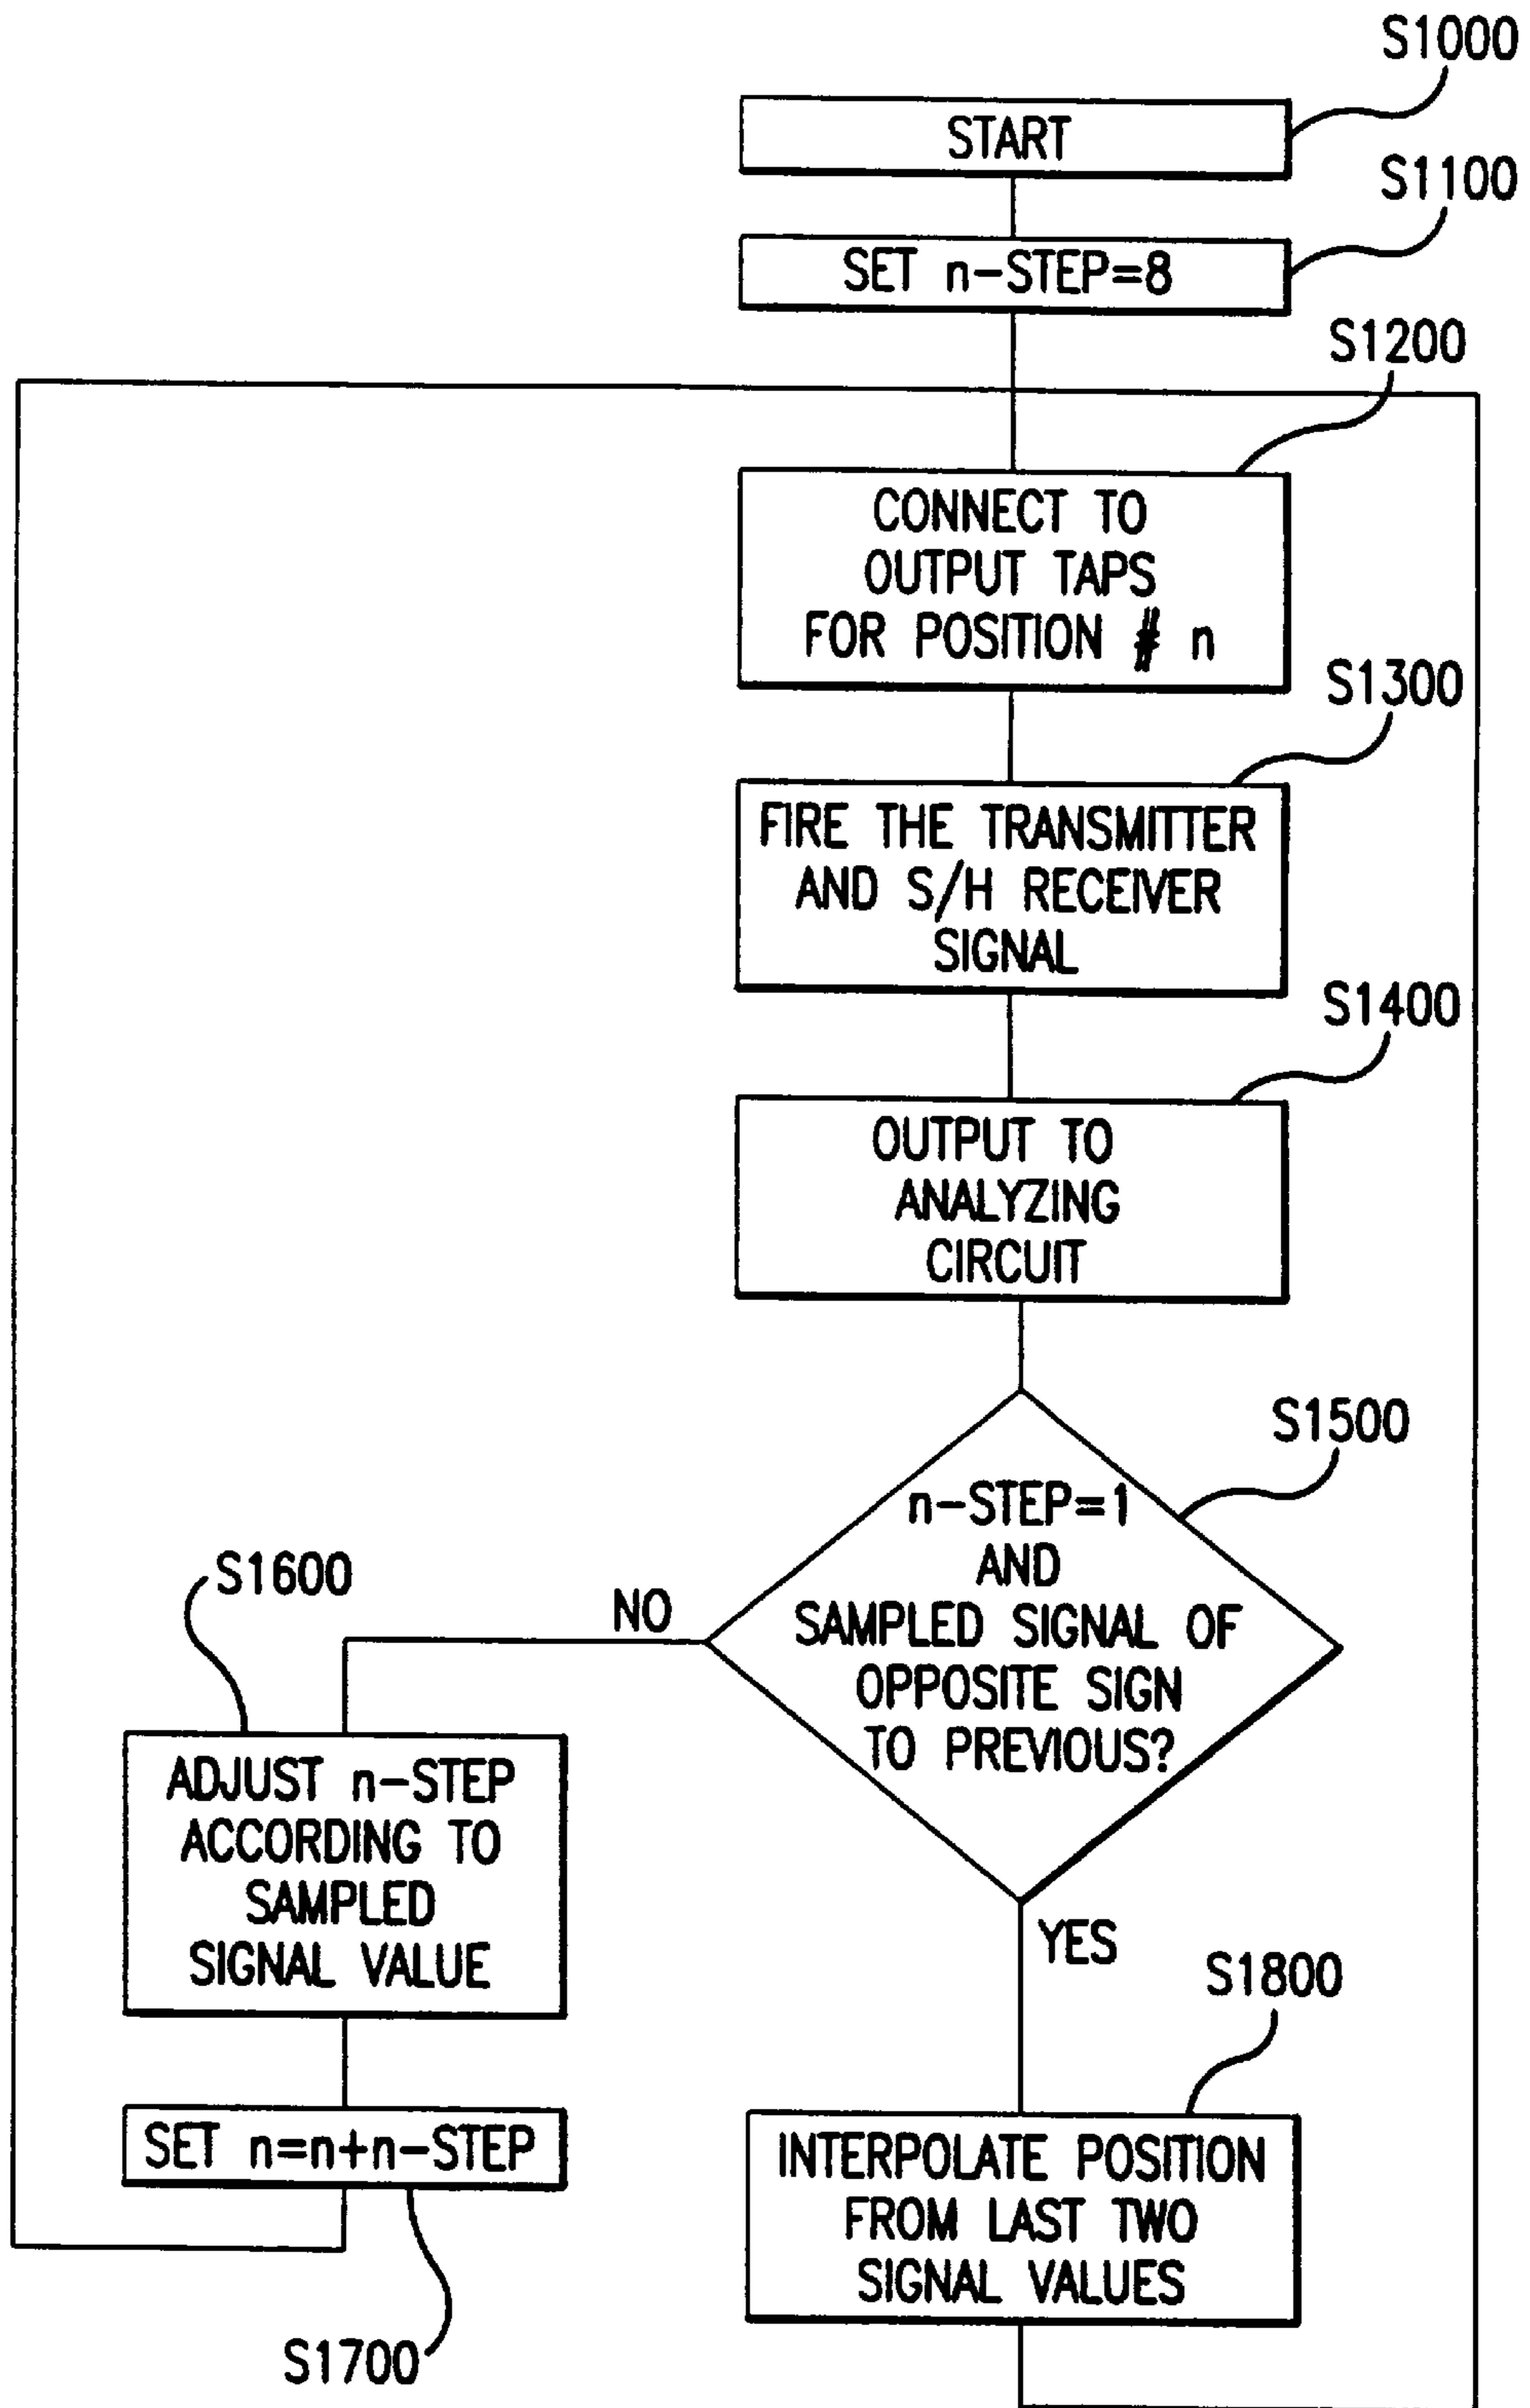 S1000
START
S1100
SET n-STEP=8
S1200
CONNECT TO
OUTPUT TAPS
FOR POSITION # n
S1300
FIRE THE TRANSMITTER
AND S/H RECEIVER
SIGNAL
S1400
OUTPUT TO
ANALYZING
CIRCUIT
S1500
n-STEP=1
AND
SAMPLED SIGNAL OF
OPPOSITE SIGN
TO PREVIOUS?
NO
S1600
ADJUST n-STEP
ACCORDING TO
SAMPLED
SIGNAL VALUE
SET n=n+n-STEP
S1700
YES
S1800
INTERPOLATE POSITION
FROM LAST TWO
SIGNAL VALUES